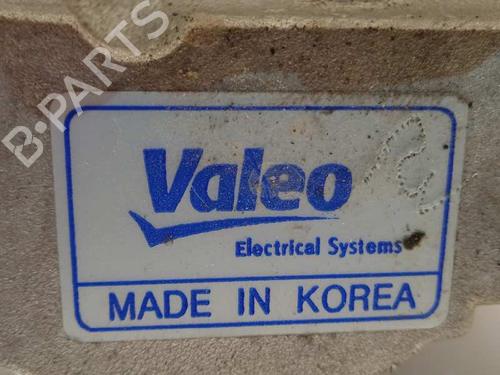 B-PARTS
Valeo
Electrical Systems
MADE IN KOREA